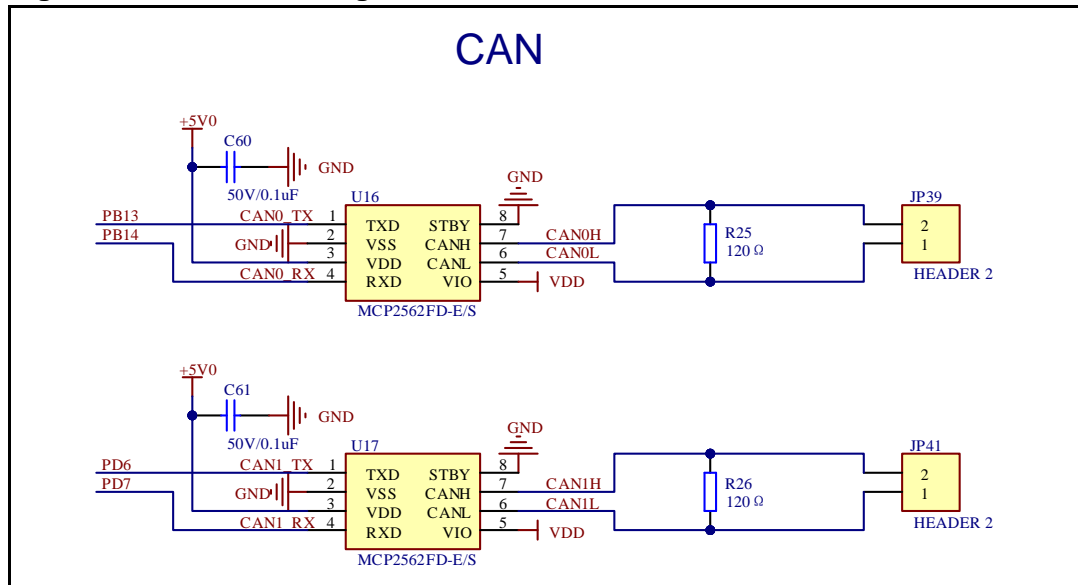 CAN
+5V0
C60
GND
50V/0.1uF
U16
GND
JP39
PB13 CAN0_TX 1 TXD STBY 8
PB14 GND 2 VSS CANH 7 CAN0H
3 VDD CANL 6 CAN0L
CAN0_RX 4 RXD VIO 5 VDD
MCP2562FD-E/S
R25
120 Ω
2
1
HEADER 2
+5V0
C61
GND
50V/0.1uF
U17
GND
JP41
PD6 CAN1_TX 1 TXD STBY 8
PD7 GND 2 VSS CANH 7 CAN1H
3 VDD CANL 6 CAN1L
CAN1_RX 4 RXD VIO 5 VDD
MCP2562FD-E/S
R26
120 Ω
2
1
HEADER 2